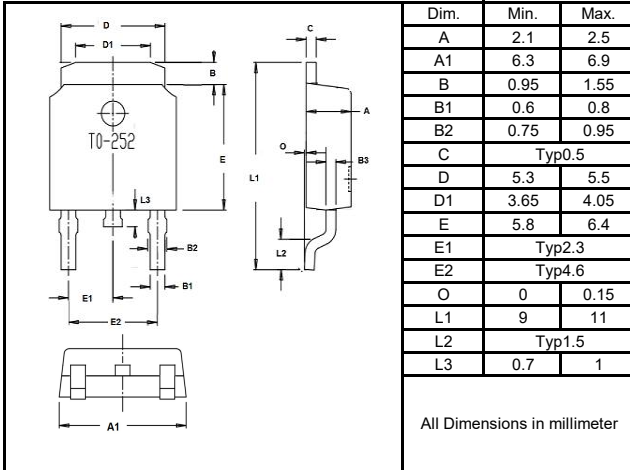 D
D1
B
TO-252
E
L3
B2
B1
E1
E2
A1
C
A
O
B3
L1
L2
Dim. Min. Max.
A 2.1 2.5
A1 6.3 6.9
B 0.95 1.55
B1 0.6 0.8
B2 0.75 0.95
C Typ0.5
D 5.3 5.5
D1 3.65 4.05
E 5.8 6.4
E1 Typ2.3
E2 Typ4.6
O 0 0.15
L1 9 11
L2 Typ1.5
L3 0.7 1
All Dimensions in millimeter